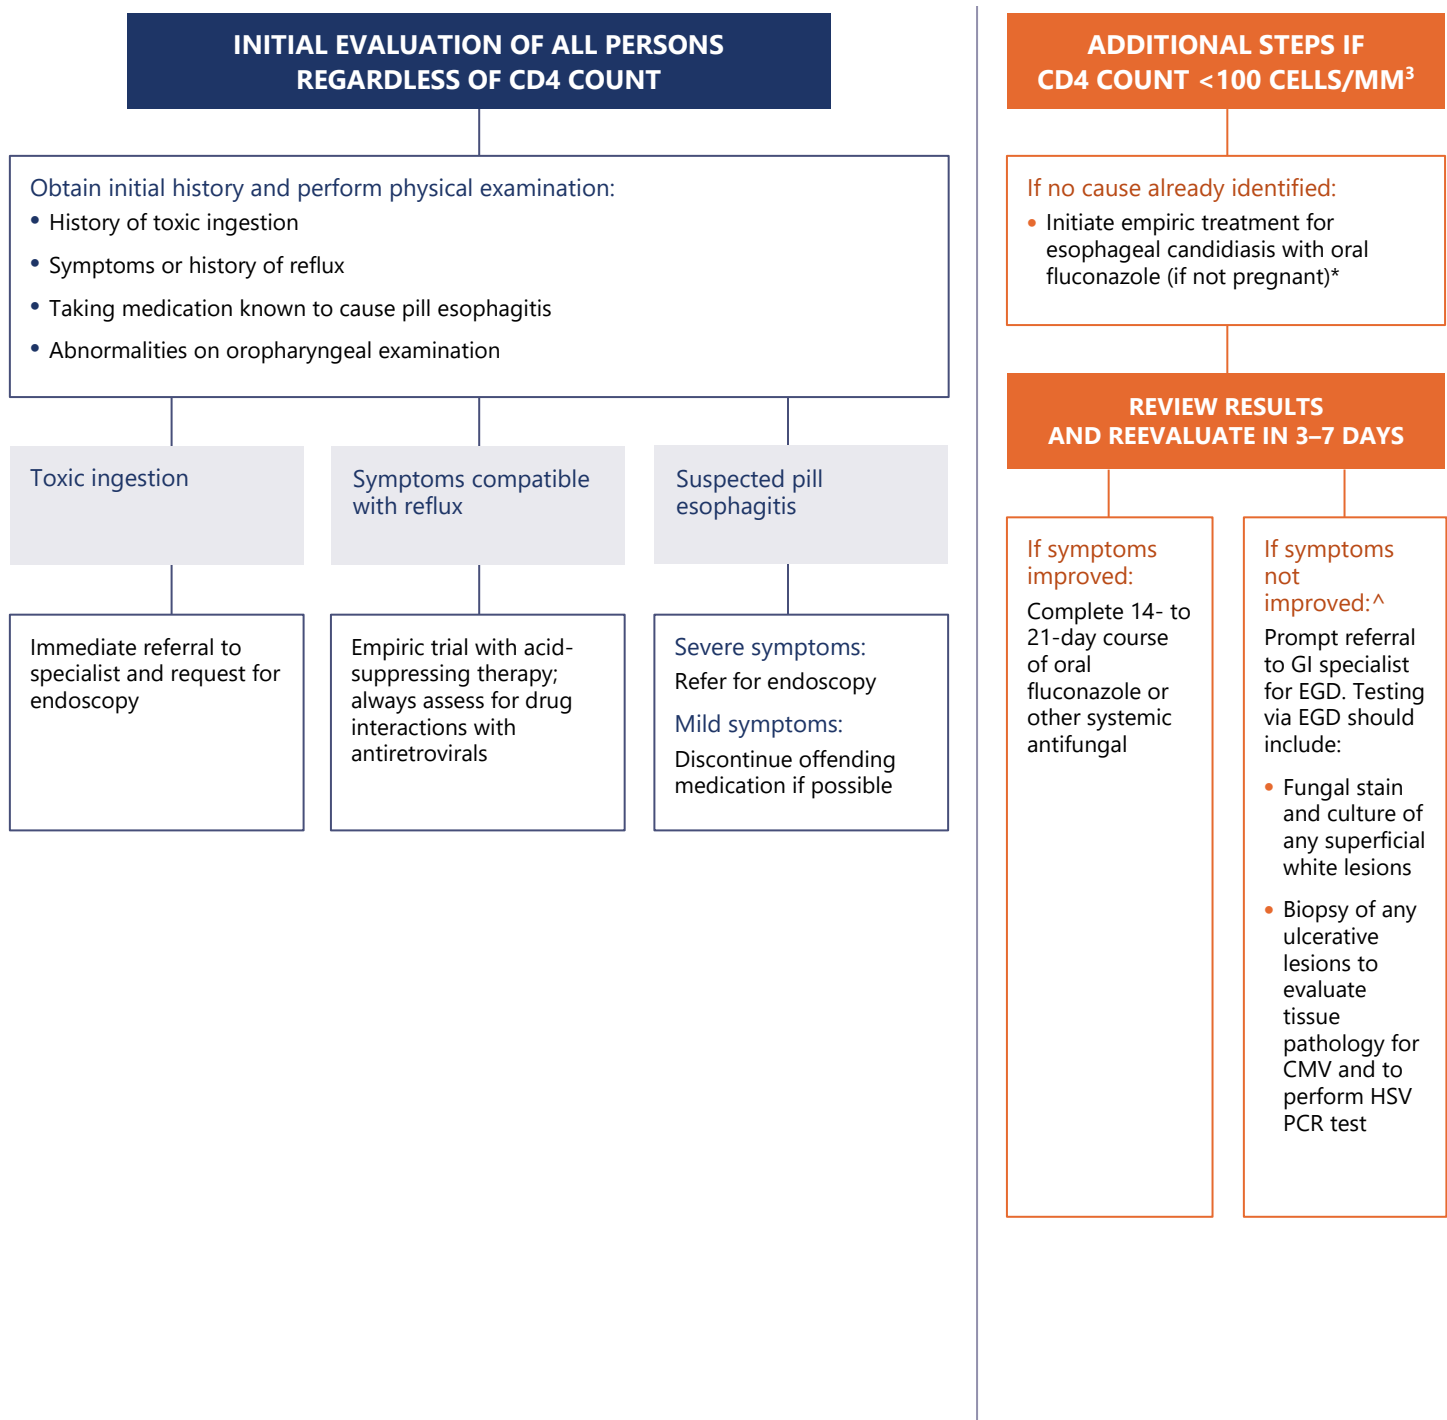 INITIAL EVALUATION OF ALL PERSONS
REGARDLESS OF CD4 COUNT
Obtain initial history and perform physical examination:
• History of toxic ingestion
• Symptoms or history of reflux
• Taking medication known to cause pill esophagitis
• Abnormalities on oropharyngeal examination
Toxic ingestion
Immediate referral to
specialist and request for
endoscopy
Symptoms compatible
with reflux
Empiric trial with acid-
suppressing therapy;
always assess for drug
interactions with
antiretrovirals
Suspected pill
esophagitis
Severe symptoms:
Refer for endoscopy
Mild symptoms:
Discontinue offending
medication if possible
ADDITIONAL STEPS IF
CD4 COUNT <100 CELLS/MM³
If no cause already identified:
• Initiate empiric treatment for
esophageal candidiasis with oral
fluconazole (if not pregnant)*
REVIEW RESULTS
AND REEVALUATE IN 3–7 DAYS
If symptoms
improved:
Complete 14- to
21-day course
of oral
fluconazole or
other systemic
antifungal
If symptoms
not
improved:^
Prompt referral
to GI specialist
for EGD. Testing
via EGD should
include:
• Fungal stain
and culture of
any superficial
white lesions
• Biopsy of any
ulcerative
lesions to
evaluate
tissue
pathology for
CMV and to
perform HSV
PCR test